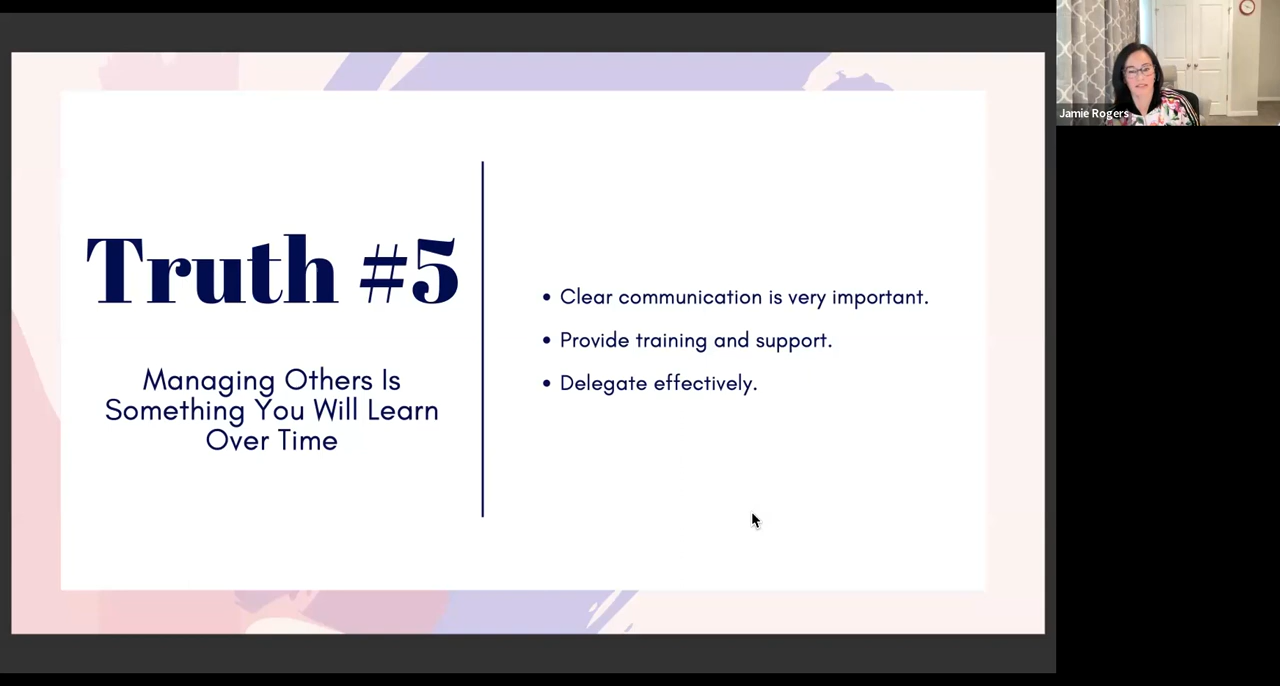 Truth #5
Managing Others Is
Something You Will Learn
Over Time
• Clear communication is very important.
• Provide training and support.
• Delegate effectively.
Jamie Rogers